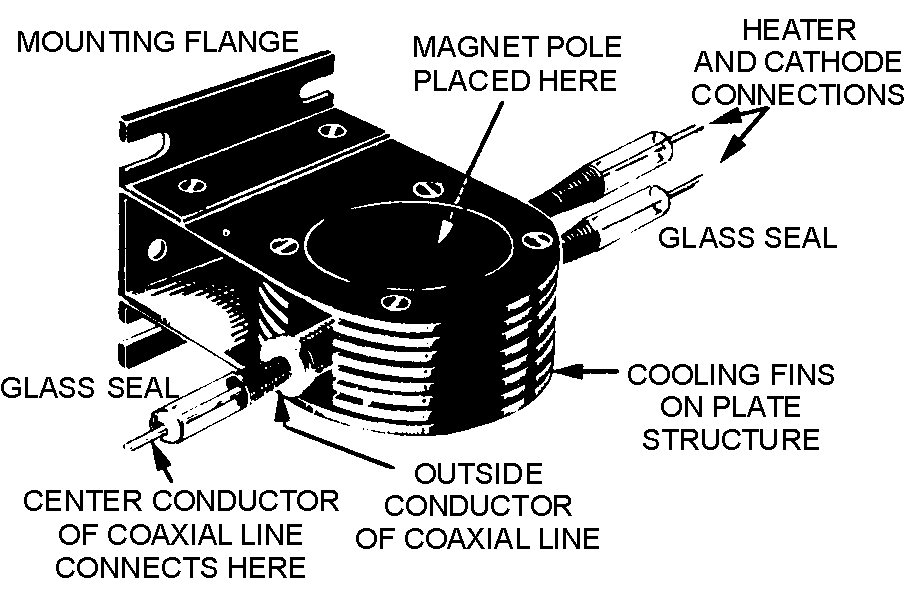 MOUNTING FLANGE
MAGNET POLE
PLACED HERE
HEATER
AND CATHODE
CONNECTIONS
GLASS SEAL
GLASS SEAL
COOLING FINS
ON PLATE
STRUCTURE
OUTSIDE
CONDUCTOR
OF COAXIAL LINE
CENTER CONDUCTOR
OF COAXIAL LINE
CONNECTS HERE